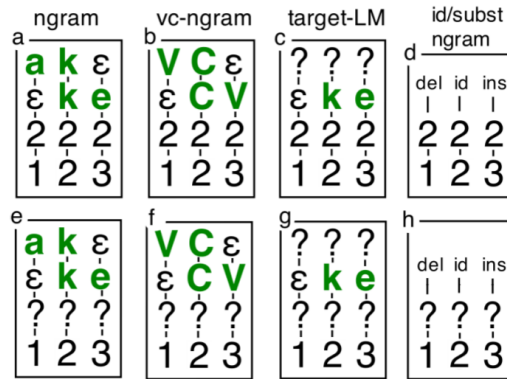 ngram vc-ngram target-LM id/subst ngram
a b c d
a k ε V C ε ? ? ? del id ins
ε k e ε C V ε k e
2 2 2 2 2 2 2 2 2 2 2 2
1 2 3 1 2 3 1 2 3 1 2 3
e f g h
a k ε V C ε ? ? ?
ε k e ε C V ε k e del id ins
? ? ? ? ? ? ? ? ? ? ? ?
1 2 3 1 2 3 1 2 3 1 2 3